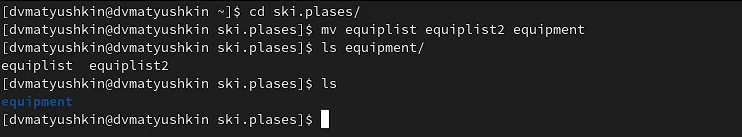 [dvmatyushkin@dvmatyushkin ~]$ cd ski.plases/
[dvmatyushkin@dvmatyushkin ski.plases]$ mv equiplist equiplist2 equipment
[dvmatyushkin@dvmatyushkin ski.plases]$ ls equipment/
equiplist  equiplist2
[dvmatyushkin@dvmatyushkin ski.plases]$ ls
equipment
[dvmatyushkin@dvmatyushkin ski.plases]$